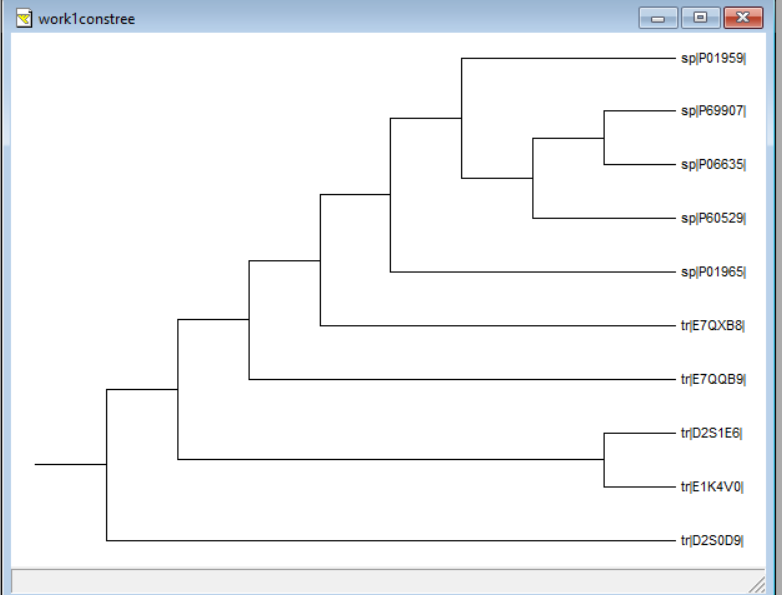 work1constree
sp|P01959|
sp|P69907|
sp|P06635|
sp|P60529|
sp|P01965|
tr|E7QXB8|
tr|E7QQB9|
tr|D2S1E6|
tr|E1K4V0|
tr|D2S0D9|